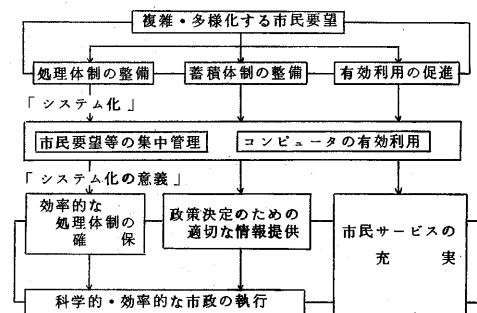 複雑・多様化する市民要望
処理体制の整備
蓄積体制の整備
有効利用の促進
「システム化」
市民要望等の集中管理
コンピュータの有効利用
「システム化の意義」
効率的な
処理体制の
確保
政策決定のための
適切な情報提供
市民サービスの
充実
科学的・効率的な市政の執行